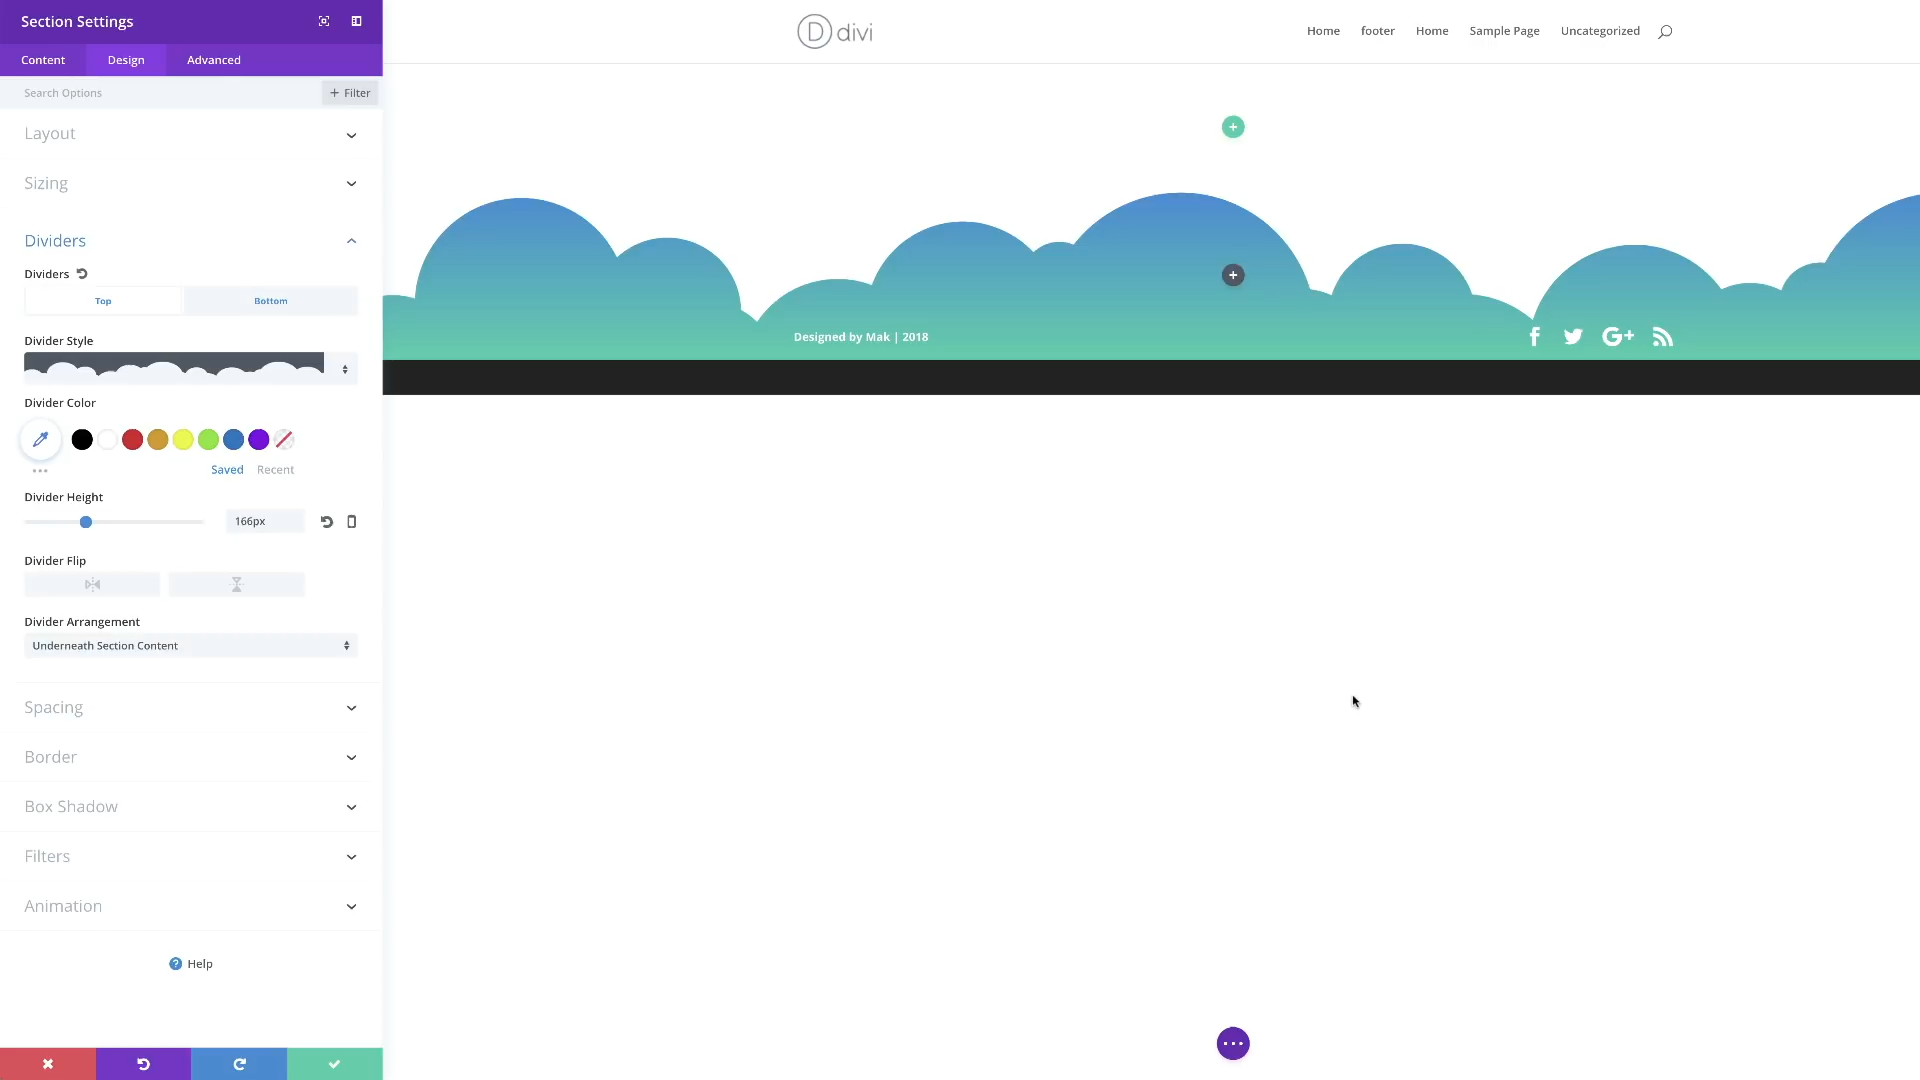 Section Settings
Content Design Advanced
Search Options
+ Filter
Layout
Sizing
Dividers
Dividers
Top Bottom
Divider Style
Divider Color
Saved Recent
Divider Height
166px
Divider Flip
Divider Arrangement
Underneath Section Content
Spacing
Border
Box Shadow
Filters
Animation
? Help
D divi
Home footer Home Sample Page Uncategorized
Designed by Mak | 2018
G+